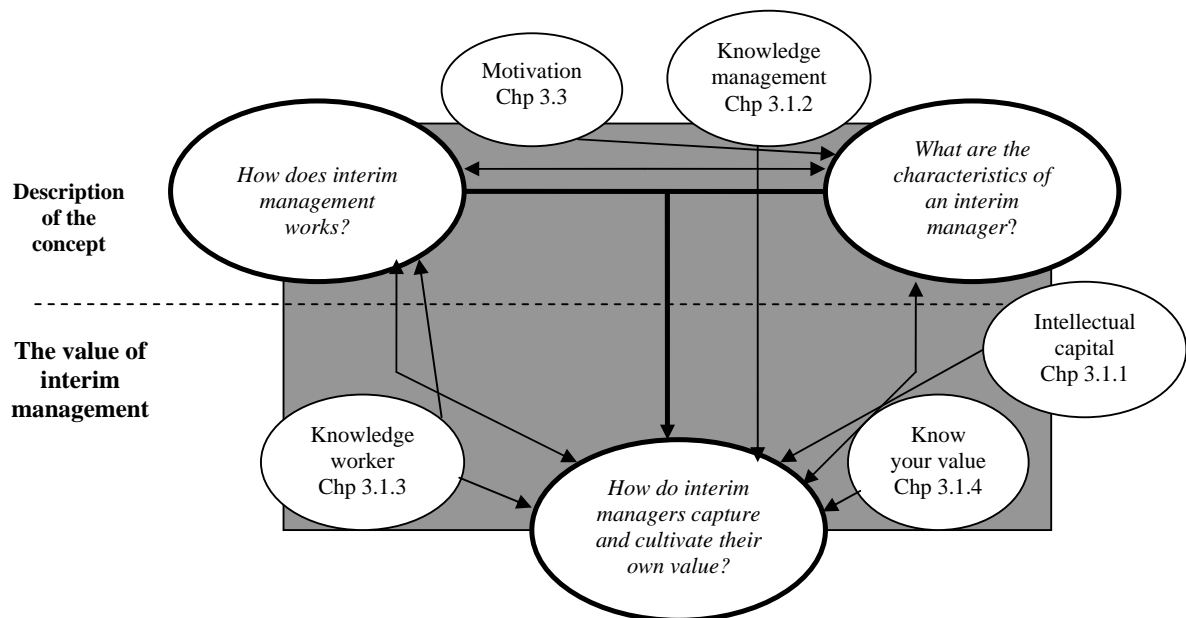 Motivation
Chp 3.3
Knowledge
management
Chp 3.1.2
Description
of the
concept
How does interim
management
works?
What are the
characteristics of
an interim
manager?
The value of
interim
management
Intellectual
capital
Chp 3.1.1
Knowledge
worker
Chp 3.1.3
How do interim
managers capture
and cultivate their
own value?
Know
your value
Chp 3.1.4